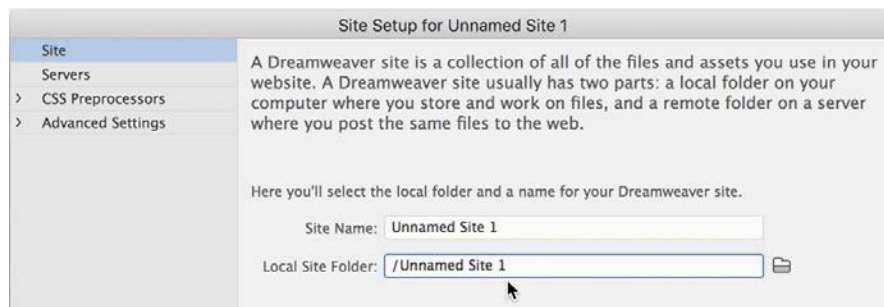 Site Setup for Unnamed Site 1
Site
Servers
> CSS Preprocessors
> Advanced Settings
A Dreamweaver site is a collection of all of the files and assets you use in your
website. A Dreamweaver site usually has two parts: a local folder on your
computer where you store and work on files, and a remote folder on a server
where you post the same files to the web.
Here you'll select the local folder and a name for your Dreamweaver site.
Site Name: Unnamed Site 1
Local Site Folder: /Unnamed Site 1